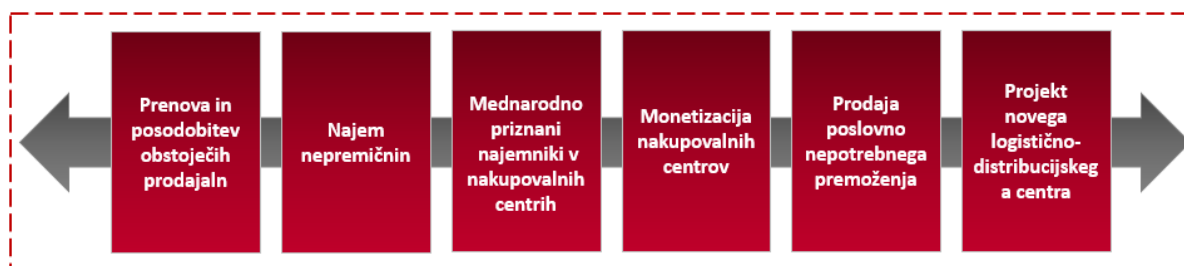 Prenova in
posodobitev
obstoječih
prodajaln
Najem
nepremičnin
Mednarodno
priznani
najemniki v
nakupovalnih
centrih
Monetizacija
nakupovalnih
centrov
Prodaja
poslovno
nepotrebnega
premoženja
Projekt
novega
logistično-
distribucijskeg
a centra